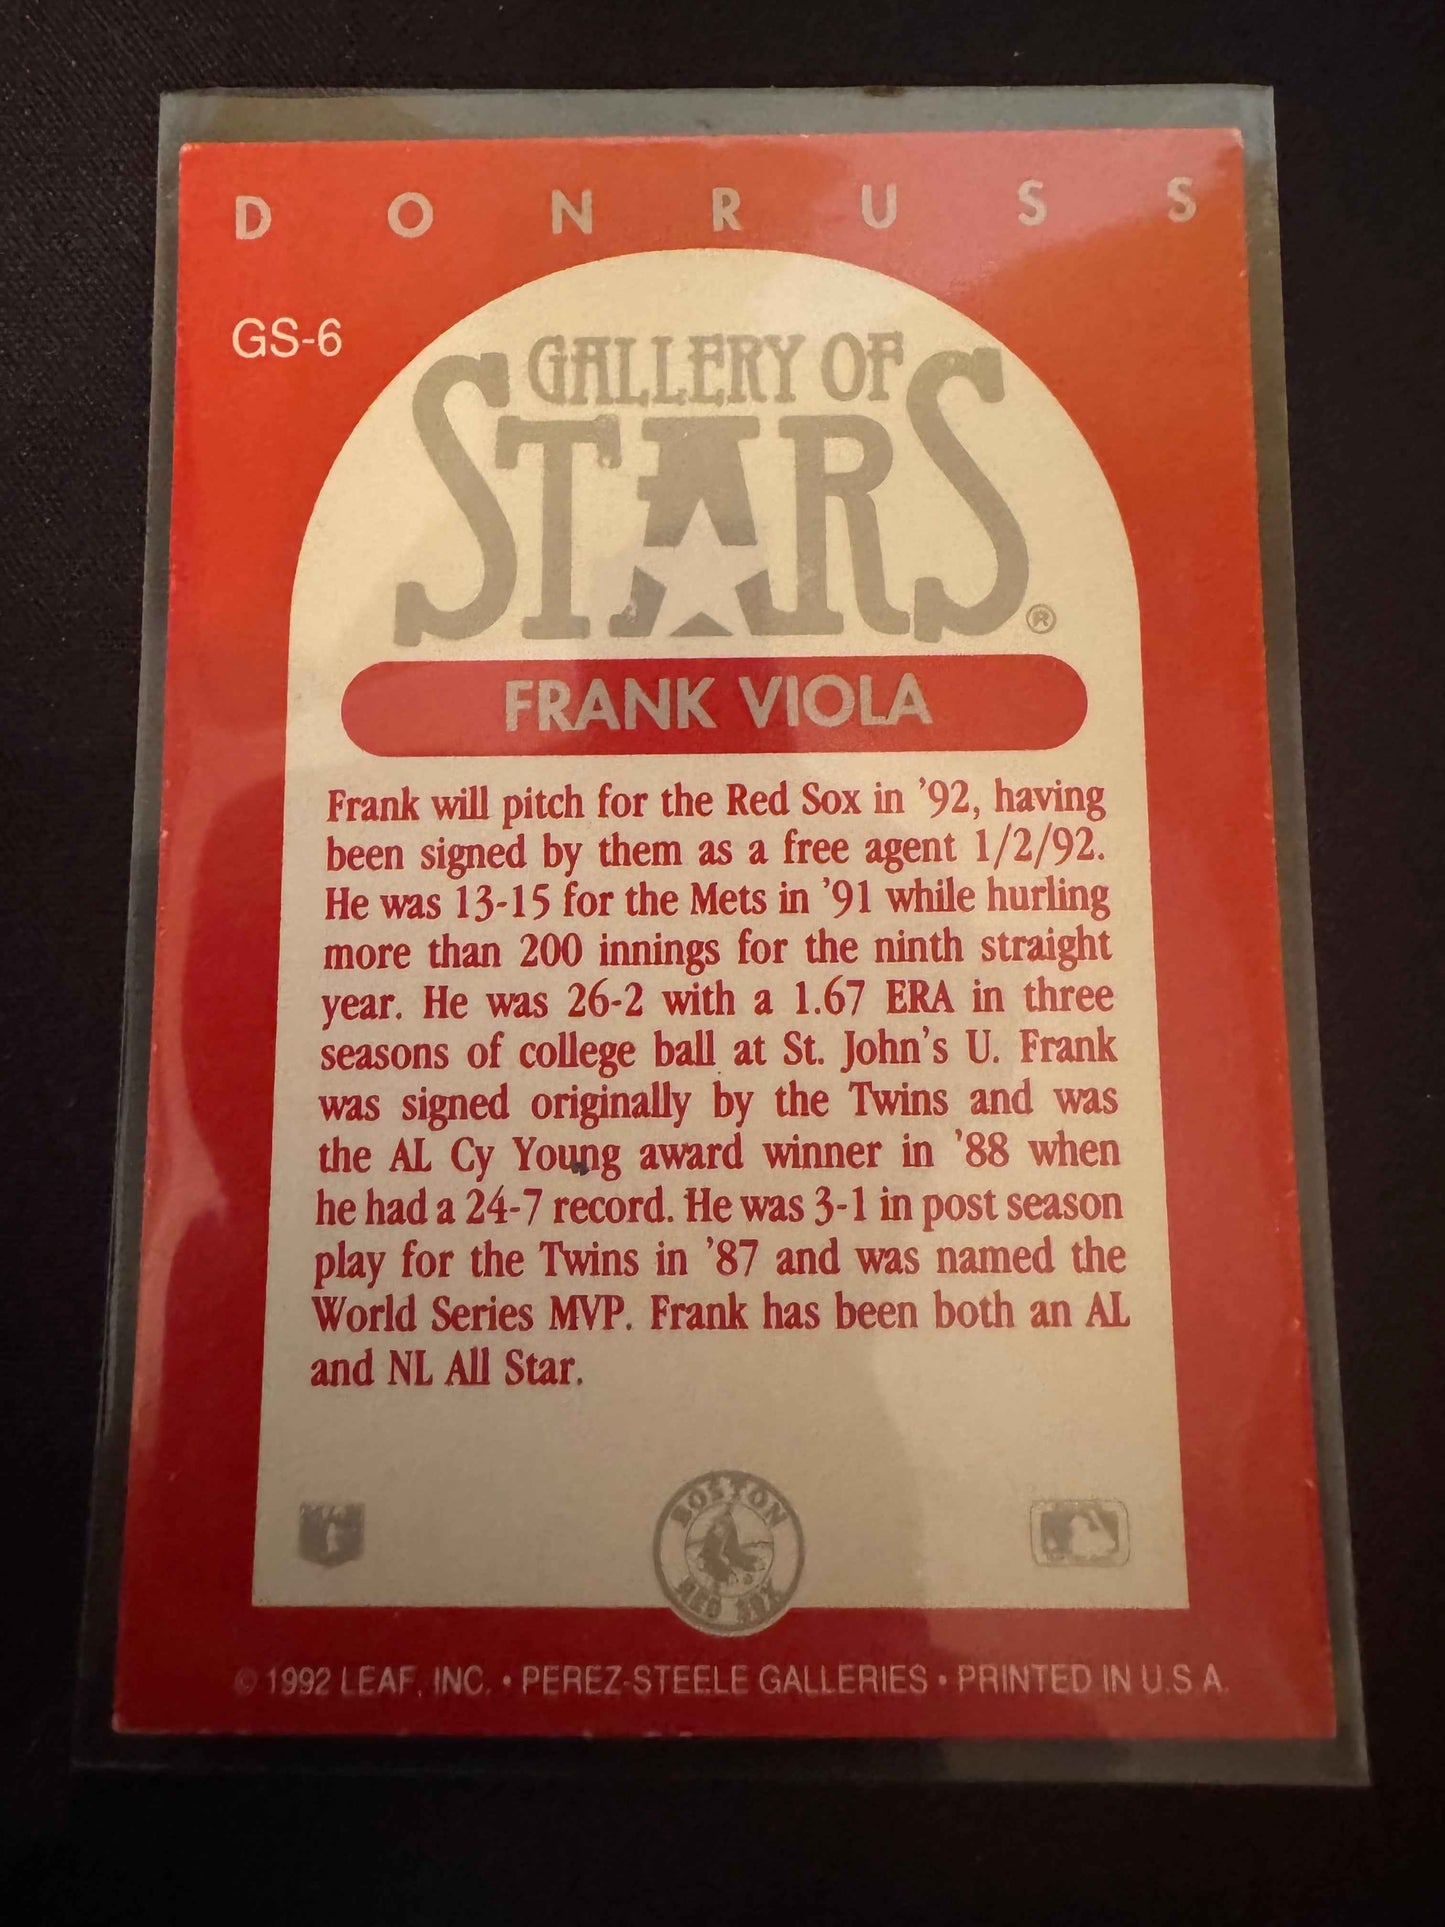 DONRUSS
GS-6
GALLERY OF
STARS®
FRANK VIOLA
Frank will pitch for the Red Sox in ’92, having
been signed by them as a free agent 1/2/92.
He was 13-15 for the Mets in ’91 while hurling
more than 200 innings for the ninth straight
year. He was 26-2 with a 1.67 ERA in three
seasons of college ball at St. John’s U. Frank
was signed originally by the Twins and was
the AL Cy Young award winner in ’88 when
he had a 24-7 record. He was 3-1 in post season
play for the Twins in ’87 and was named the
World Series MVP. Frank has been both an AL
and NL All Star.
BOSTON
RED SOX
© 1992 LEAF, INC. • PEREZ-STEELE GALLERIES • PRINTED IN U.S.A.